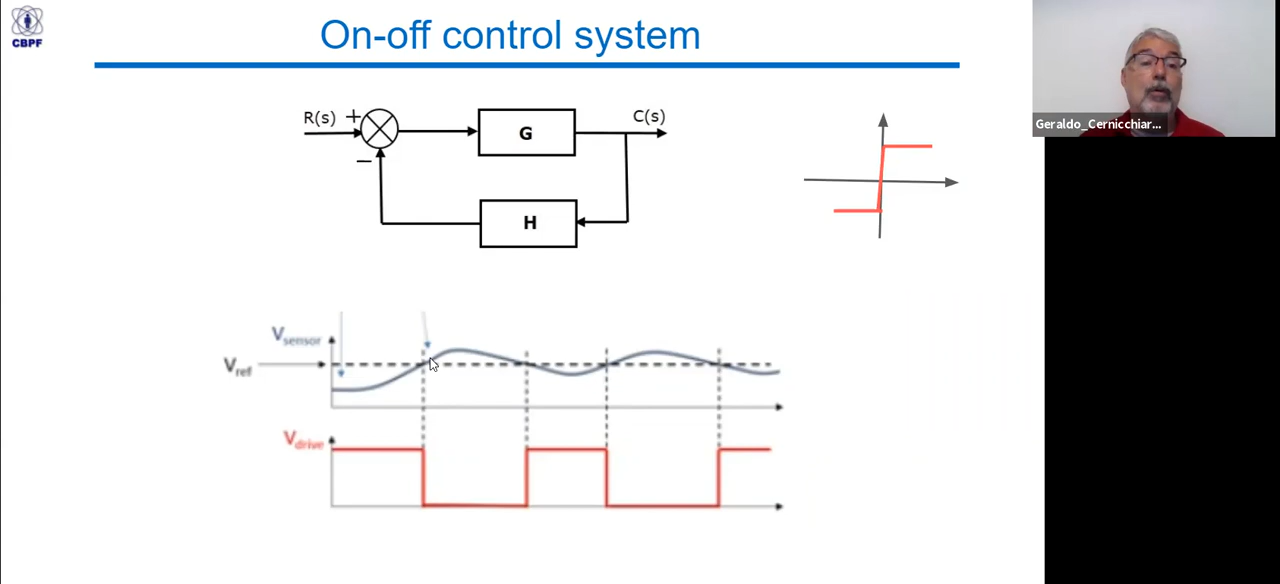 On-off control system
CBPF
R(s) +
G
C(s)
–
H
Geraldo_Cernicchiar...
Vsensor
Vref
Vdrive